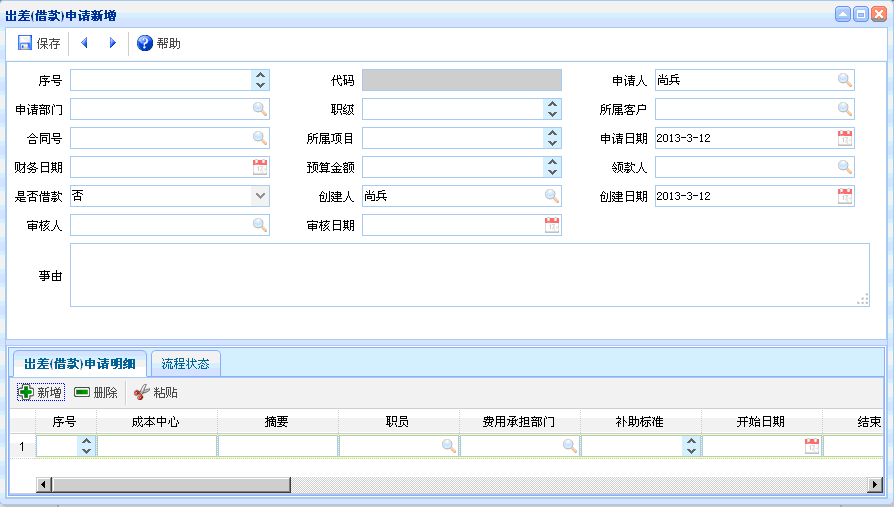 出差(借款)申请新增
保存 帮助
序号 代码 申请人 尚兵
申请部门 职级 所属客户
合同号 所属项目 申请日期 2013-3-12
财务日期 预算金额 领款人
是否借款 否 创建人 尚兵 创建日期 2013-3-12
审核人 审核日期
事由
出差(借款)申请明细 流程状态
新增 删除 粘贴
序号 成本中心 摘要 职员 费用承担部门 补助标准 开始日期 结束
1